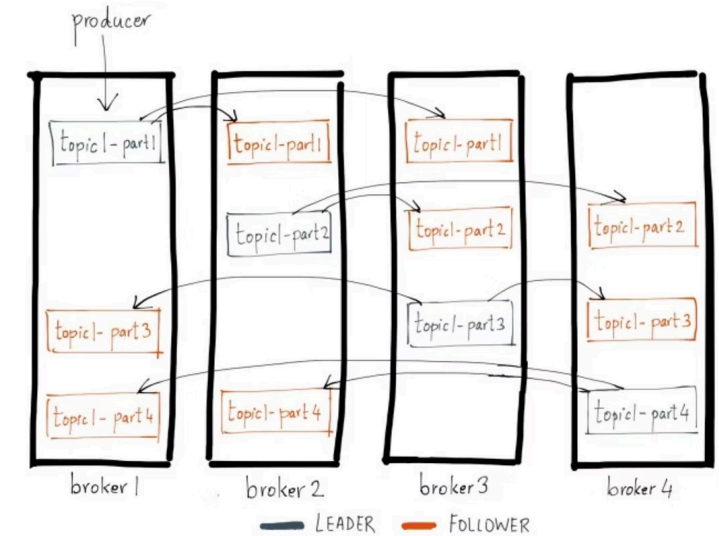 producer
topic1-part1
topic1-part1
topic1-part1
topic1-part2
topic1-part2
topic1-part2
topic1-part3
topic1-part3
topic1-part3
topic1-part4
topic1-part4
topic1-part4
broker 1
broker 2
broker 3
broker 4
LEADER
FOLLOWER